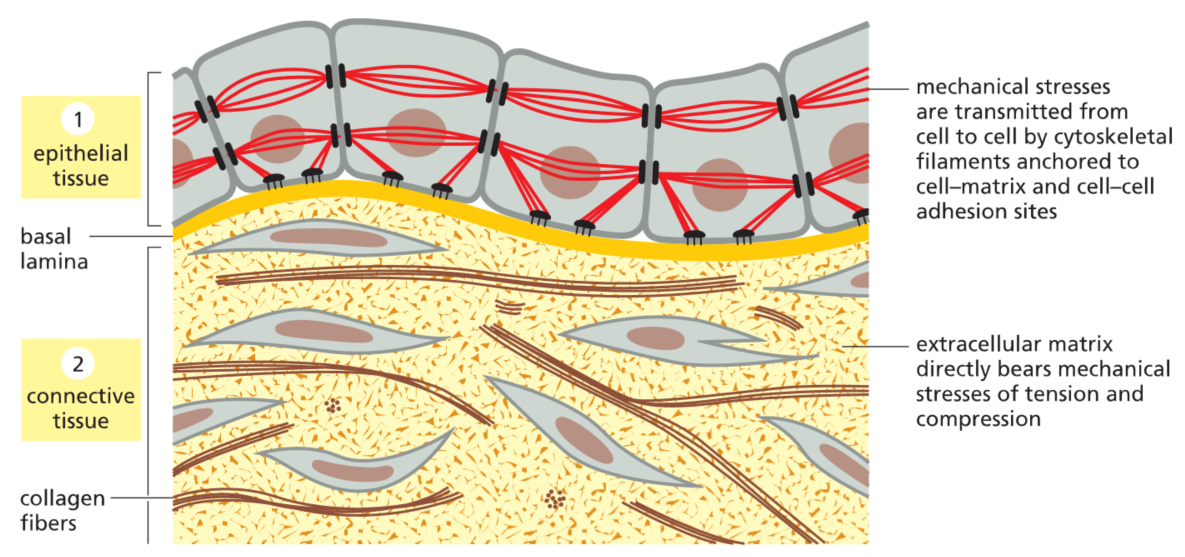 1
epithelial
tissue
basal
lamina
2
connective
tissue
collagen
fibers
mechanical stresses
are transmitted from
cell to cell by cytoskeletal
filaments anchored to
cell–matrix and cell–cell
adhesion sites
extracellular matrix
directly bears mechanical
stresses of tension and
compression